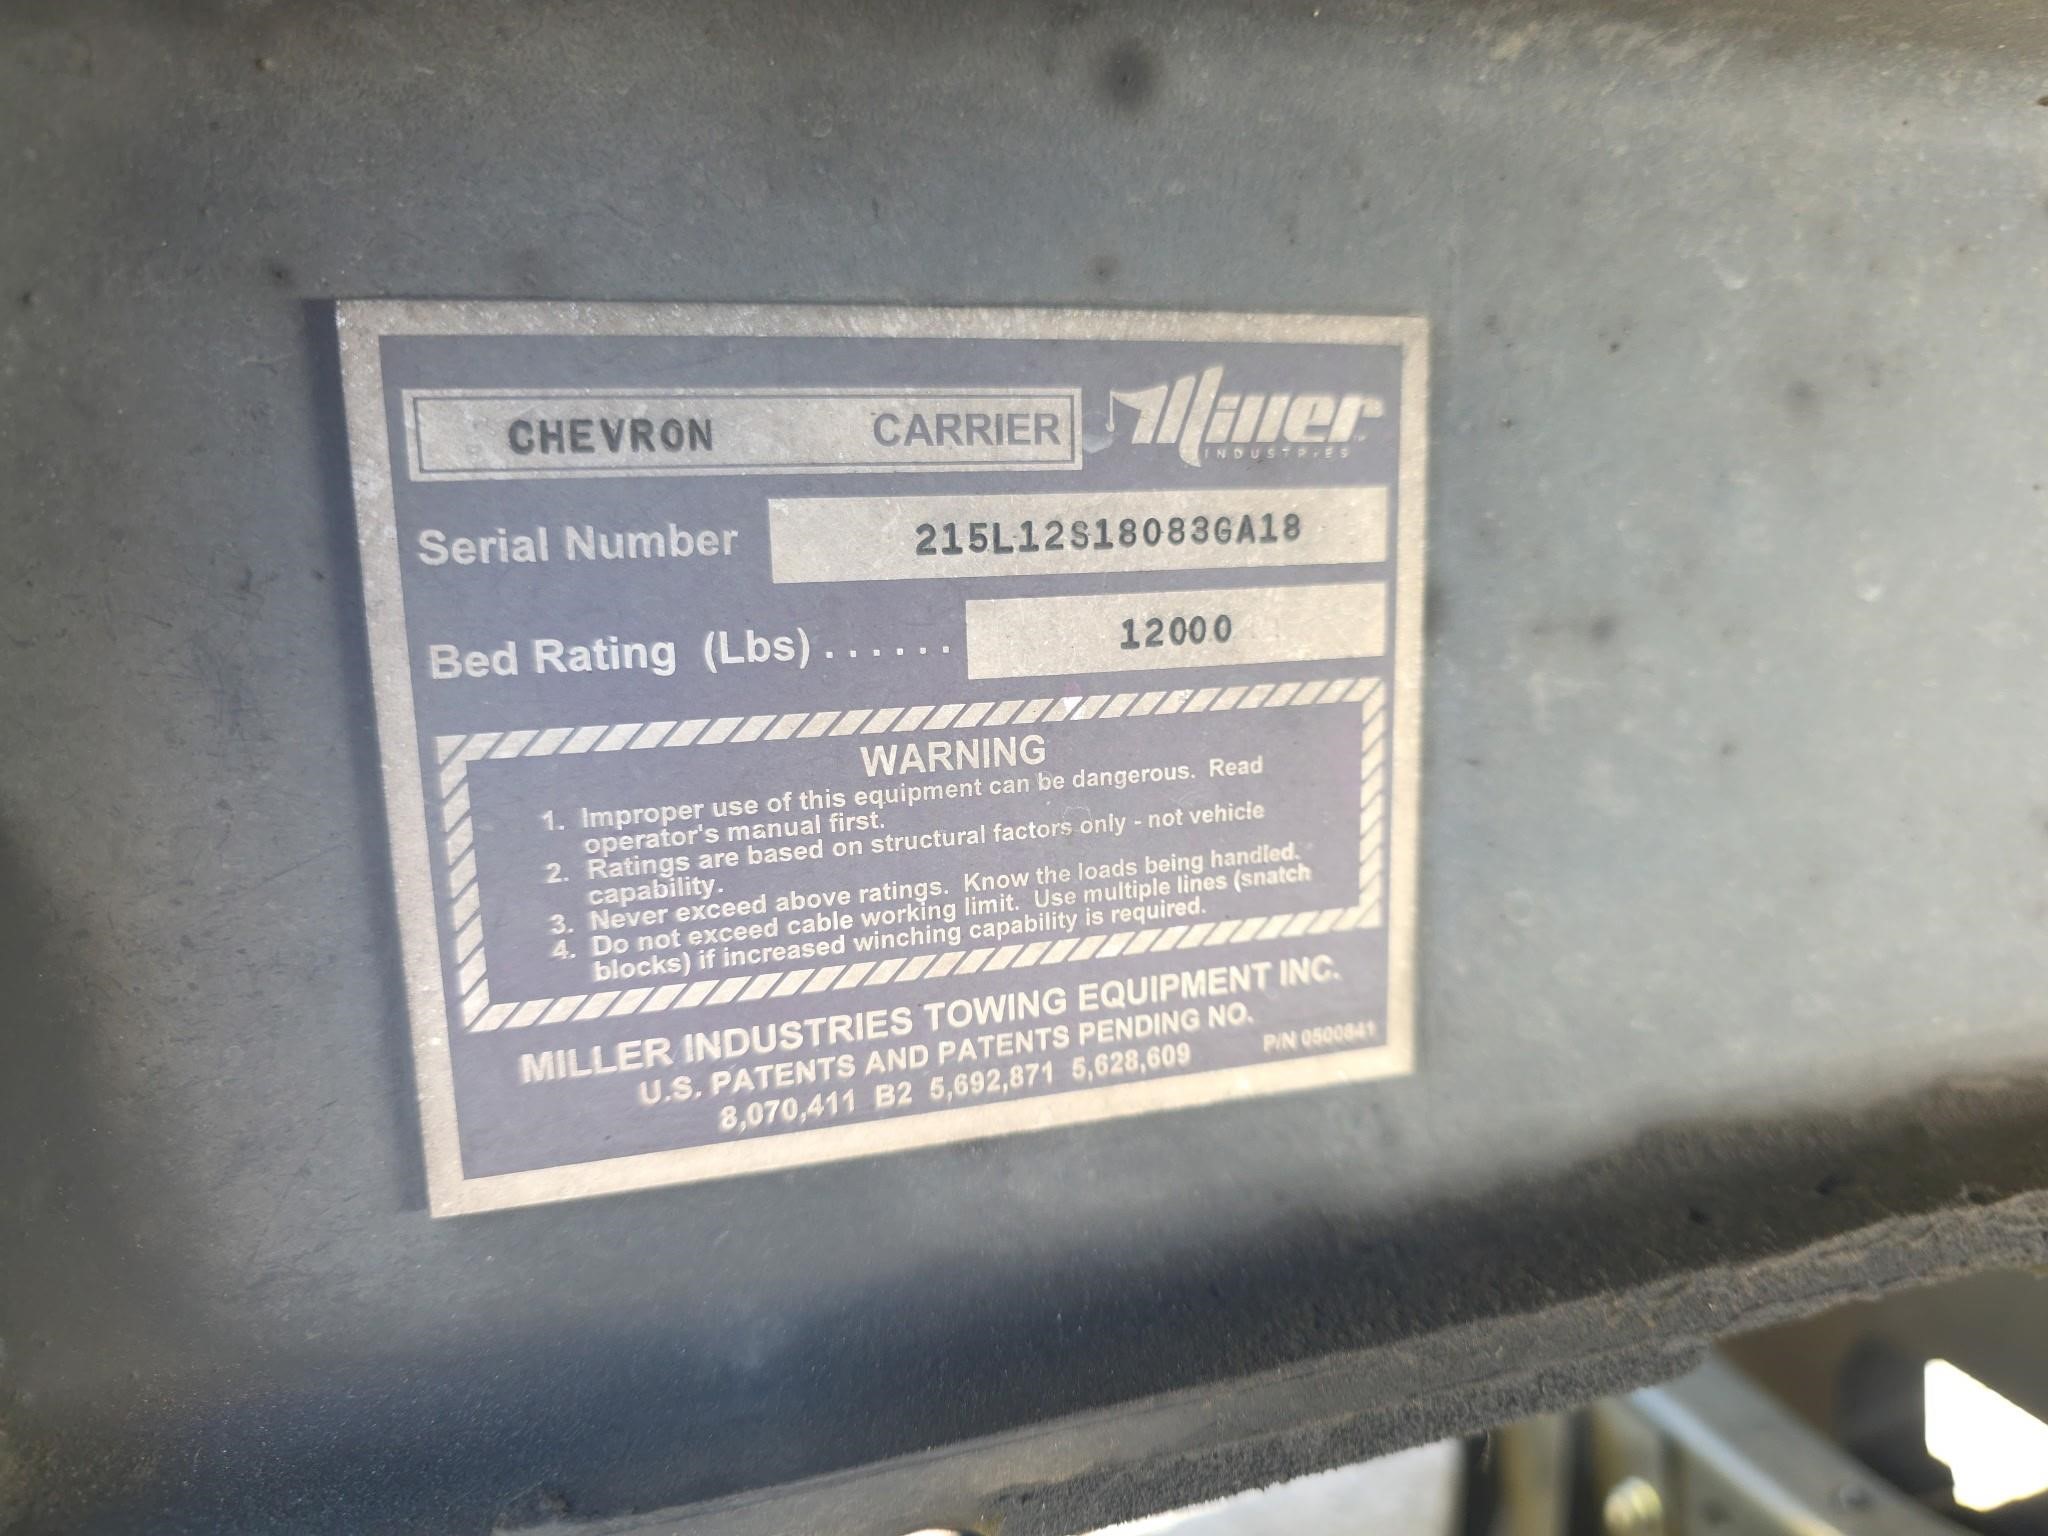 CHEVRON CARRIER
Miller
INDUSTRIES
Serial Number 215L12S18083GA18
Bed Rating (Lbs) . . . . . . 12000
WARNING
1. Improper use of this equipment can be dangerous. Read
operator's manual first.
2. Ratings are based on structural factors only - not vehicle
capability.
3. Never exceed above ratings. Know the loads being handled.
4. Do not exceed cable working limit. Use multiple lines (snatch
blocks) if increased winching capability is required.
MILLER INDUSTRIES TOWING EQUIPMENT INC.
U.S. PATENTS AND PATENTS PENDING NO.
8,070,411 B2 5,692,871 5,628,609
P/N 0500841